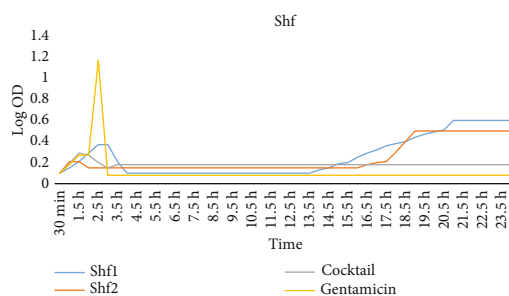 Shf
1.4
1.2
1
0.8
0.6
0.4
0.2
0
Log OD
30 min
1.5 h
2.5 h
3.5 h
4.5 h
5.5 h
6.5 h
7.5 h
8.5 h
9.5 h
10.5 h
11.5 h
12.5 h
13.5 h
14.5 h
15.5 h
16.5 h
17.5 h
18.5 h
19.5 h
20.5 h
21.5 h
22.5 h
23.5 h
Time
Shf1
Cocktail
Shf2
Gentamicin